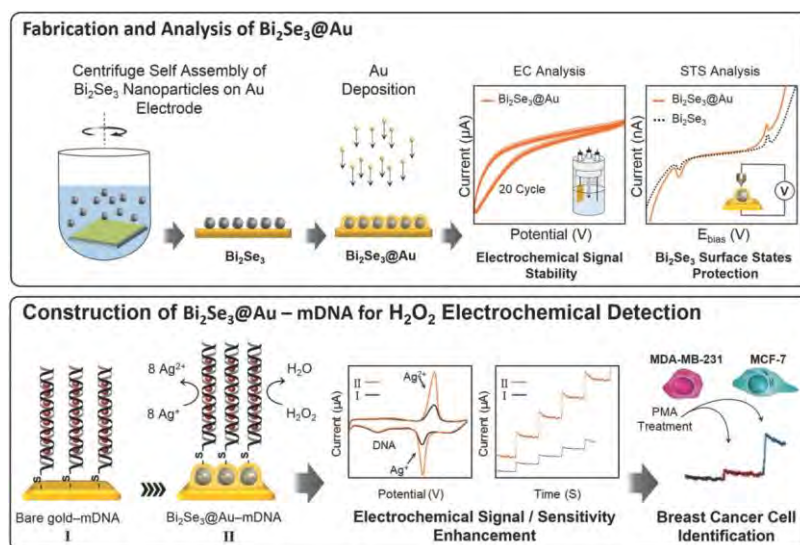 Fabrication and Analysis of Bi₂Se₃@Au
Centrifuge Self Assembly of
Bi₂Se₃ Nanoparticles on Au
Electrode
Bi₂Se₃
Au
Deposition
Bi₂Se₃@Au
EC Analysis
Current (µA)
Bi₂Se₃@Au
20 Cycle
Potential (V)
Electrochemical Signal
Stability
STS Analysis
Current (nA)
Bi₂Se₃@Au
Bi₂Se₃
V
E_bias (V)
Bi₂Se₃ Surface States
Protection
Construction of Bi₂Se₃@Au – mDNA for H₂O₂ Electrochemical Detection
S S S
Bare gold–mDNA
I
8 Ag²⁺
8 Ag⁺
H₂O
H₂O₂
S S S
Bi₂Se₃@Au–mDNA
II
Current (µA)
II
I
Ag²⁺
DNA
Ag⁺
Potential (V)
Current (µA)
II
I
Time (S)
Electrochemical Signal / Sensitivity
Enhancement
MDA-MB-231
MCF-7
PMA
Treatment
Breast Cancer Cell
Identification